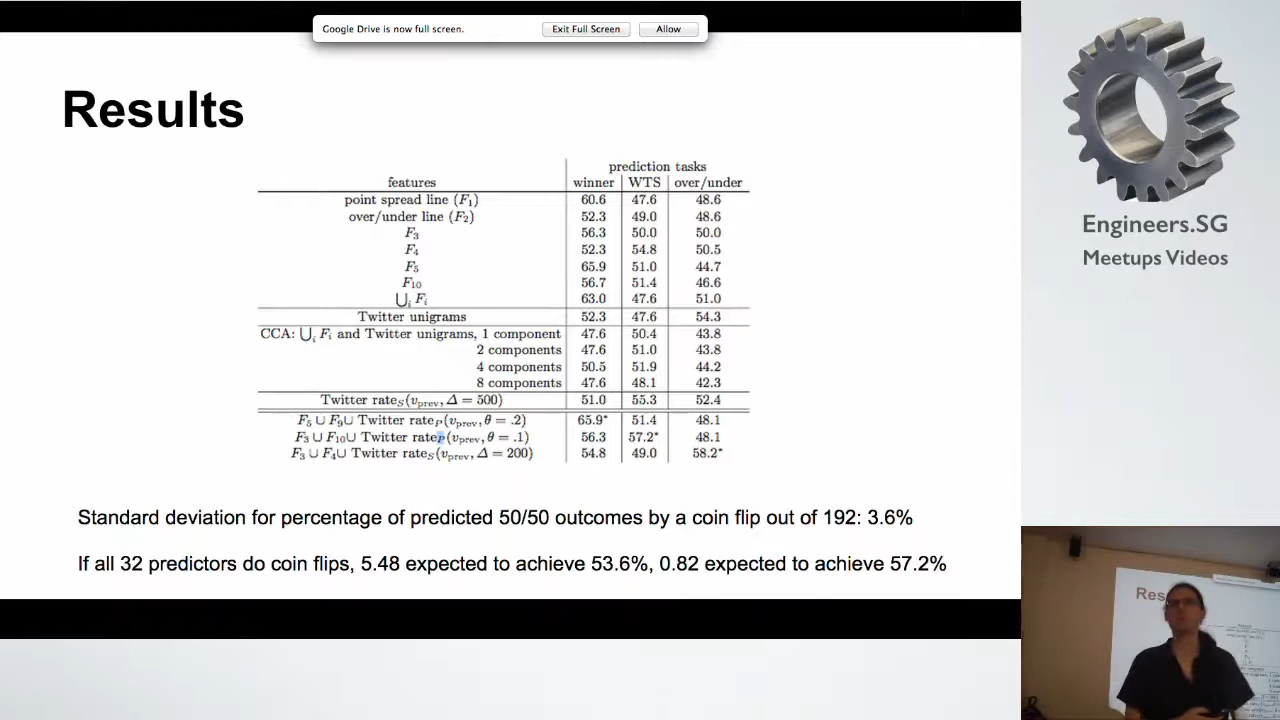 Google Drive is now full screen. Exit Full Screen Allow
Results
prediction tasks
features winner WTS over/under
point spread line (F₁) 60.6 47.6 48.6
over/under line (F₂) 52.3 49.0 48.6
F₃ 56.3 50.0 50.0
F₄ 52.3 54.8 50.5
F₅ 65.9 51.0 44.7
F₁₀ 56.7 51.4 46.6
⋃ᵢ Fᵢ 63.0 47.6 51.0
Twitter unigrams 52.3 47.6 54.3
CCA: ⋃ᵢ Fᵢ and Twitter unigrams, 1 component 47.6 50.4 43.8
2 components 47.6 51.0 43.8
4 components 50.5 51.9 44.2
8 components 47.6 48.1 42.3
Twitter rate_S(v_prev, Δ = 500) 51.0 55.3 52.4
F₅ ∪ F₉∪ Twitter rate_P(v_prev, θ = .2) 65.9* 51.4 48.1
F₃ ∪ F₁₀∪ Twitter rate_P(v_prev, θ = .1) 56.3 57.2* 48.1
F₃ ∪ F₄∪ Twitter rate_S(v_prev, Δ = 200) 54.8 49.0 58.2*
Standard deviation for percentage of predicted 50/50 outcomes by a coin flip out of 192: 3.6%
If all 32 predictors do coin flips, 5.48 expected to achieve 53.6%, 0.82 expected to achieve 57.2%
Engineers.SG
Meetups Videos
Res